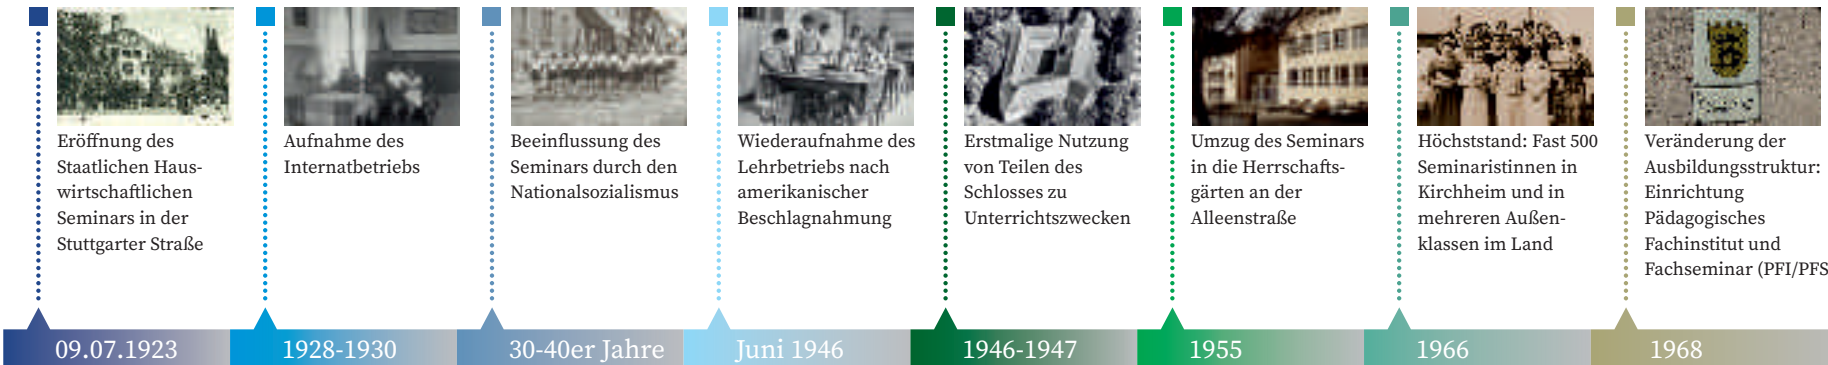 Eröffnung des
Staatlichen Haus-
wirtschaftlichen
Seminars in der
Stuttgarter Straße
09.07.1923
Aufnahme des
Internatbetriebs
1928-1930
Beeinflussung des
Seminars durch den
Nationalsozialismus
30-40er Jahre
Wiederaufnahme des
Lehrbetriebs nach
amerikanischer
Beschlagnahmung
Juni 1946
Erstmalige Nutzung
von Teilen des
Schlosses zu
Unterrichtszwecken
1946-1947
Umzug des Seminars
in die Herrschafts-
gärten an der
Alleenstraße
1955
Höchststand: Fast 500
Seminaristinnen in
Kirchheim und in
mehreren Außen-
klassen im Land
1966
Veränderung der
Ausbildungsstruktur:
Einrichtung
Pädagogisches
Fachinstitut und
Fachseminar (PFI/PFS
1968